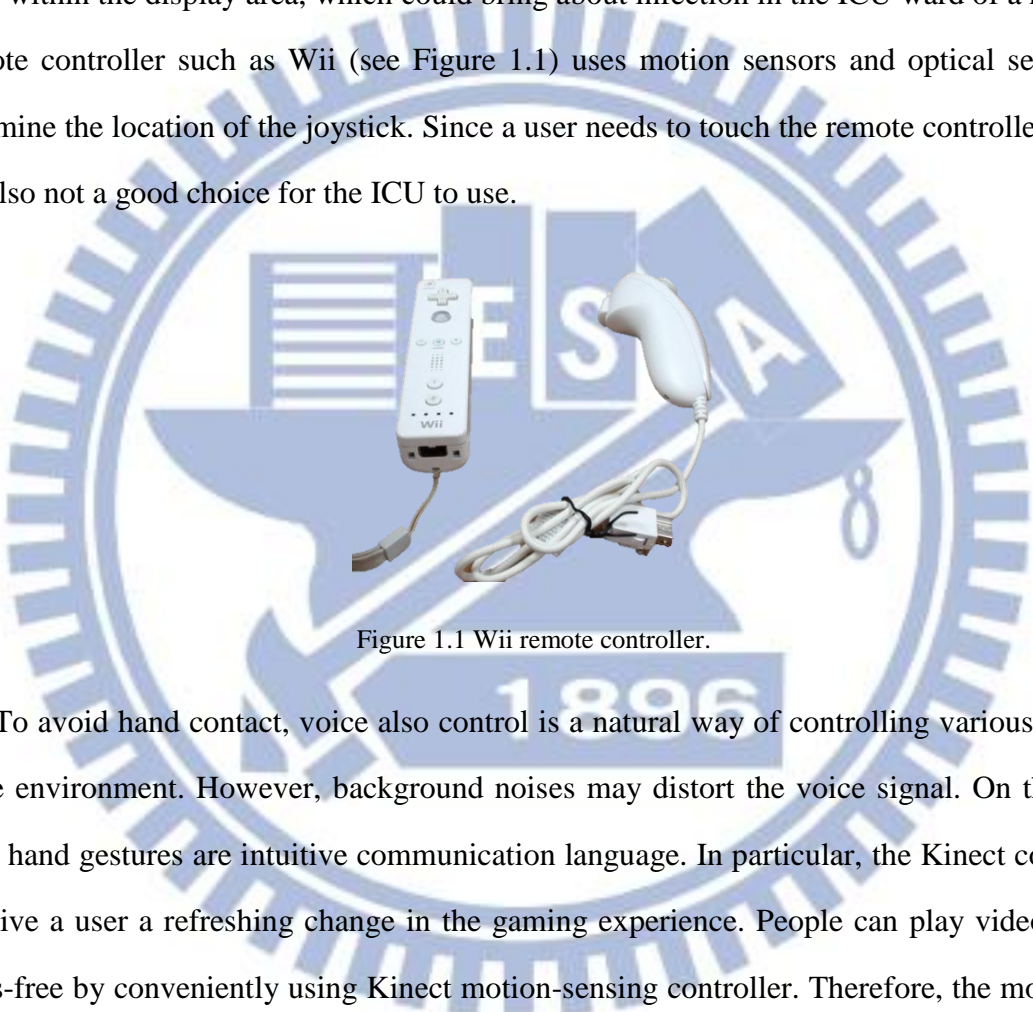 within the display area, which could bring about infection in the ICU ward of a
ote controller such as Wii (see Figure 1.1) uses motion sensors and optical se
mine the location of the joystick. Since a user needs to touch the remote controlle
lso not a good choice for the ICU to use.
E S A
Wii
8
Figure 1.1 Wii remote controller.
1896
To avoid hand contact, voice also control is a natural way of controlling various
e environment. However, background noises may distort the voice signal. On th
hand gestures are intuitive communication language. In particular, the Kinect co
ive a user a refreshing change in the gaming experience. People can play video
s-free by conveniently using Kinect motion-sensing controller. Therefore, the mo